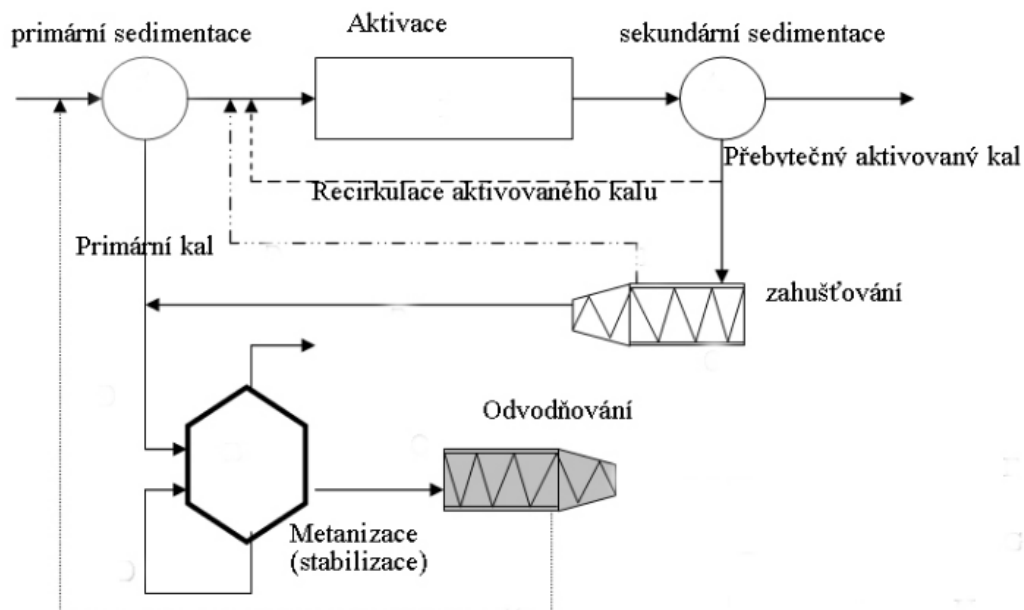 primární sedimentace
Aktivace
sekundární sedimentace
Přebytečný aktivovaný kal
Recirkulace aktivovaného kalu
Primární kal
zahušťování
Odvodňování
Metanizace
(stabilizace)